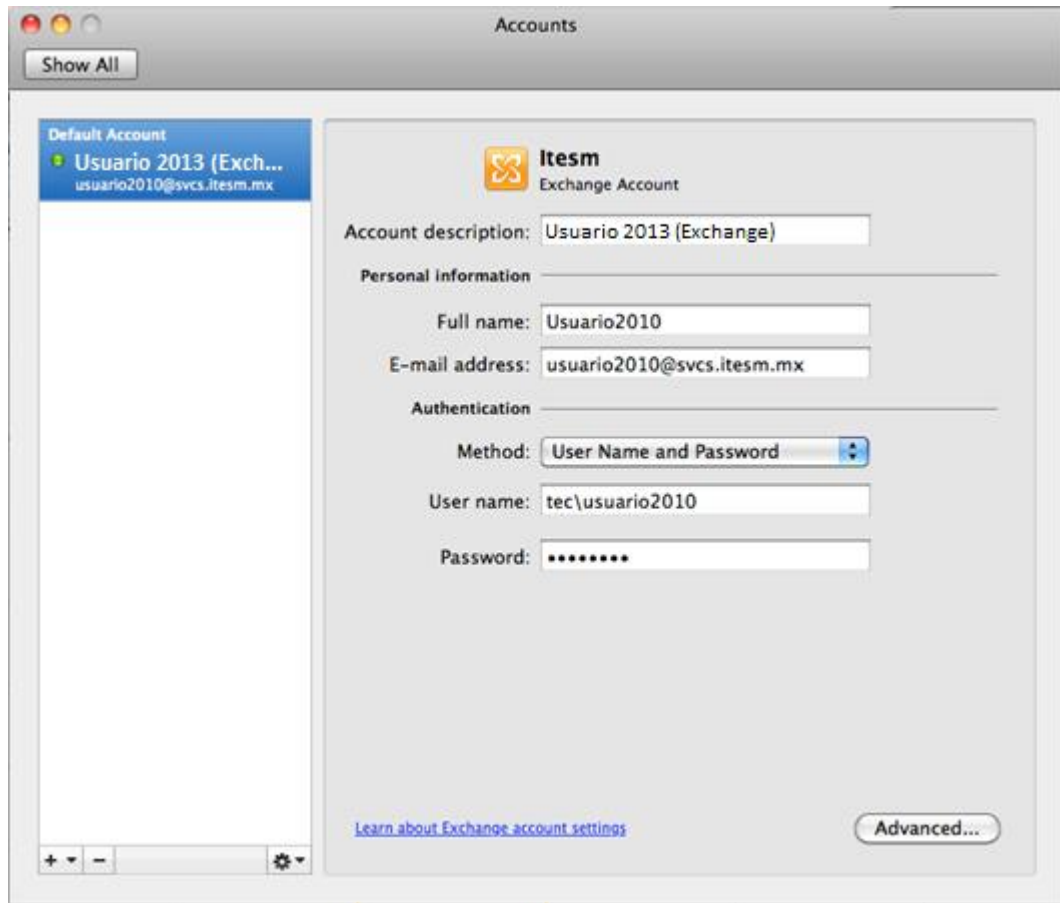 Accounts
Show All
Default Account
Usuario 2013 (Exch...
usuario2010@svcs.itesm.mx
Itesm
Exchange Account
Account description: Usuario 2013 (Exchange)
Personal information
Full name: Usuario2010
E-mail address: usuario2010@svcs.itesm.mx
Authentication
Method: User Name and Password
User name: tec\usuario2010
Password: ••••••••
Learn about Exchange account settings
Advanced...